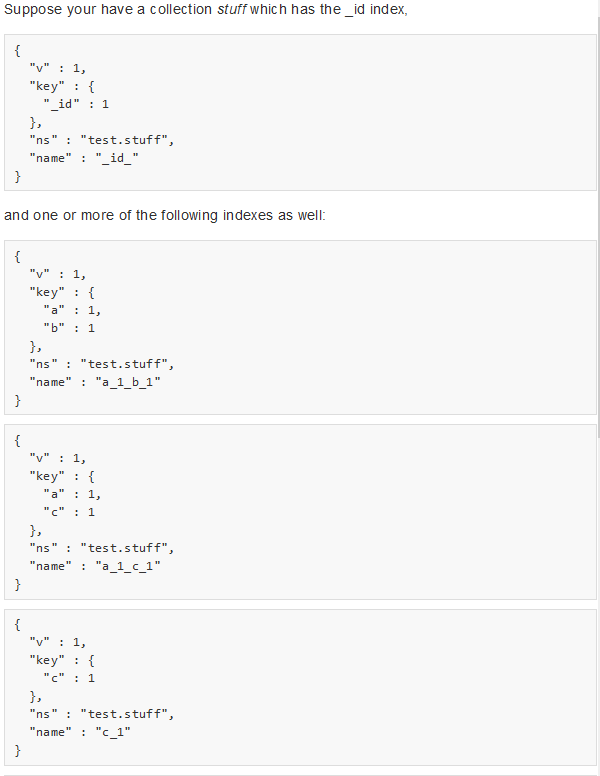 Suppose your have a collection stuff which has the _id index,
{
"v" : 1,
"key" : {
"_id" : 1
},
"ns" : "test.stuff",
"name" : "_id_"
}
and one or more of the following indexes as well:
{
"v" : 1,
"key" : {
"a" : 1,
"b" : 1
},
"ns" : "test.stuff",
"name" : "a_1_b_1"
}
{
"v" : 1,
"key" : {
"a" : 1,
"c" : 1
},
"ns" : "test.stuff",
"name" : "a_1_c_1"
}
{
"v" : 1,
"key" : {
"c" : 1
},
"ns" : "test.stuff",
"name" : "c_1"
}